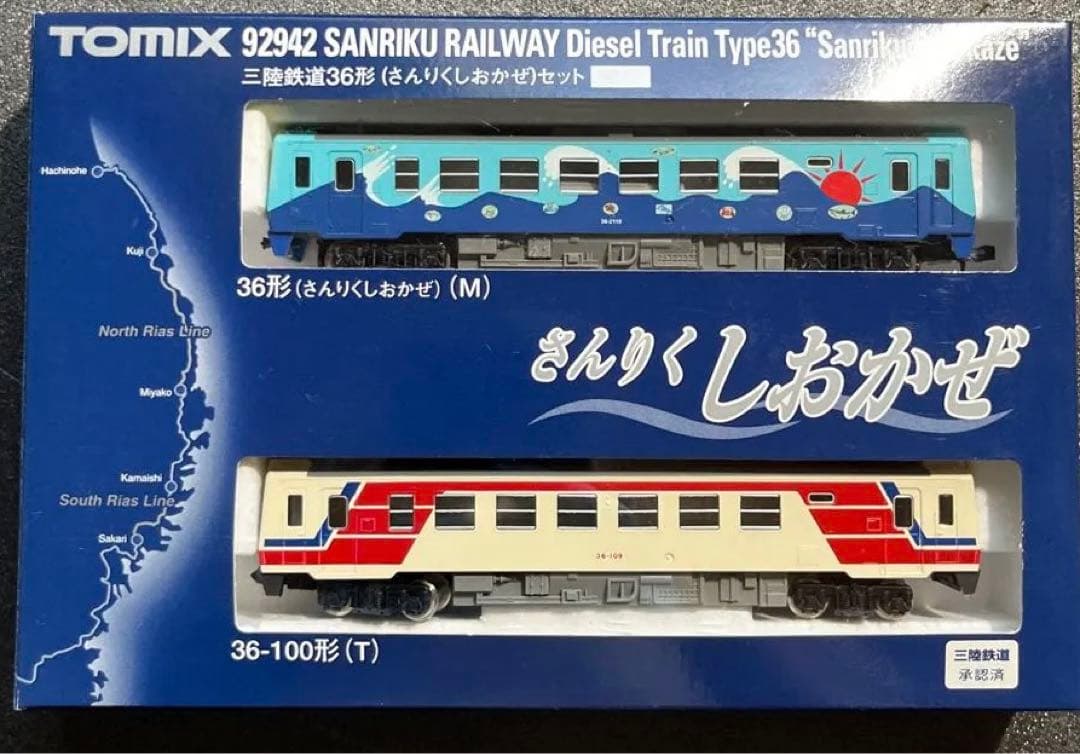 TOMIX 92942 SANRIKU RAILWAY Diesel Train Type36 "Sanriku
三陸鉄道36形(さんりくしおかぜ)セット
Hachinohe
Kuji
North Rias Line
Miyako
Kamaishi
South Rias Line
Sakari
36形(さんりくしおかぜ)(M)
さんりくしおかぜ
36-109
36-100形(T)
三陸鉄道
承認済